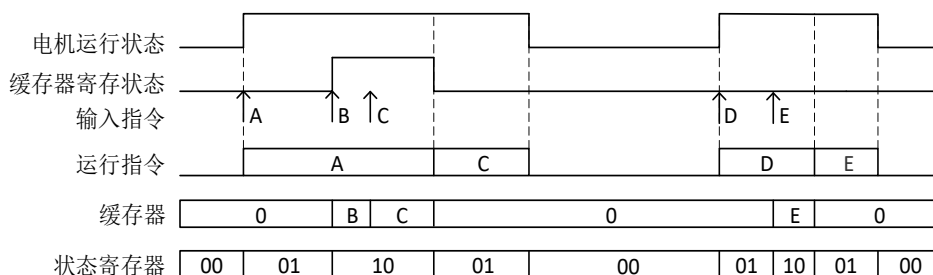 电机运行状态
缓存器寄存状态
输入指令 A B C D E
运行指令 A C D E
缓存器 0 B C 0 E 0
状态寄存器 00 01 10 01 00 01 10 01 00